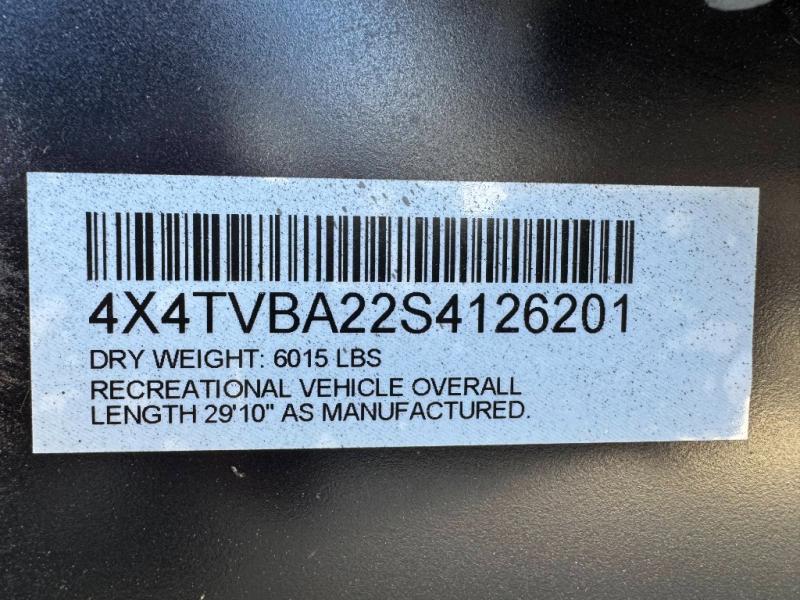 4X4TVBA22S4126201
DRY WEIGHT: 6015 LBS
RECREATIONAL VEHICLE OVERALL
LENGTH 29'10" AS MANUFACTURED.